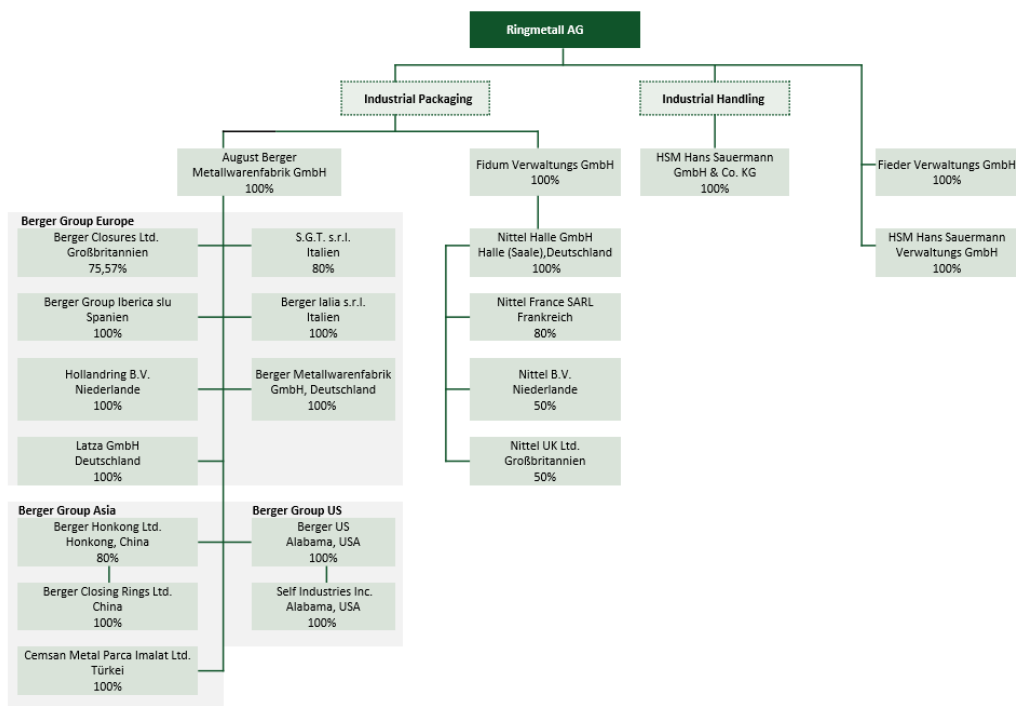 Ringmetall AG
Industrial Packaging
Industrial Handling
August Berger
Metallwarenfabrik GmbH
100%
Fidum Verwaltungs GmbH
100%
HSM Hans Sauermann
GmbH & Co. KG
100%
Fieder Verwaltungs GmbH
100%
Berger Group Europe
Berger Closures Ltd.
Großbritannien
75,57%
S.G.T. s.r.l.
Italien
80%
Nittel Halle GmbH
Halle (Saale),Deutschland
100%
HSM Hans Sauermann
Verwaltungs GmbH
100%
Berger Group Iberica slu
Spanien
100%
Berger Ialia s.r.l.
Italien
100%
Nittel France SARL
Frankreich
80%
Hollandring B.V.
Niederlande
100%
Berger Metallwarenfabrik
GmbH, Deutschland
100%
Nittel B.V.
Niederlande
50%
Latza GmbH
Deutschland
100%
Nittel UK Ltd.
Großbritannien
50%
Berger Group Asia
Berger Honkong Ltd.
Honkong, China
80%
Berger Group US
Berger US
Alabama, USA
100%
Berger Closing Rings Ltd.
China
100%
Self Industries Inc.
Alabama, USA
100%
Cemsan Metal Parca Imalat Ltd.
Türkei
100%